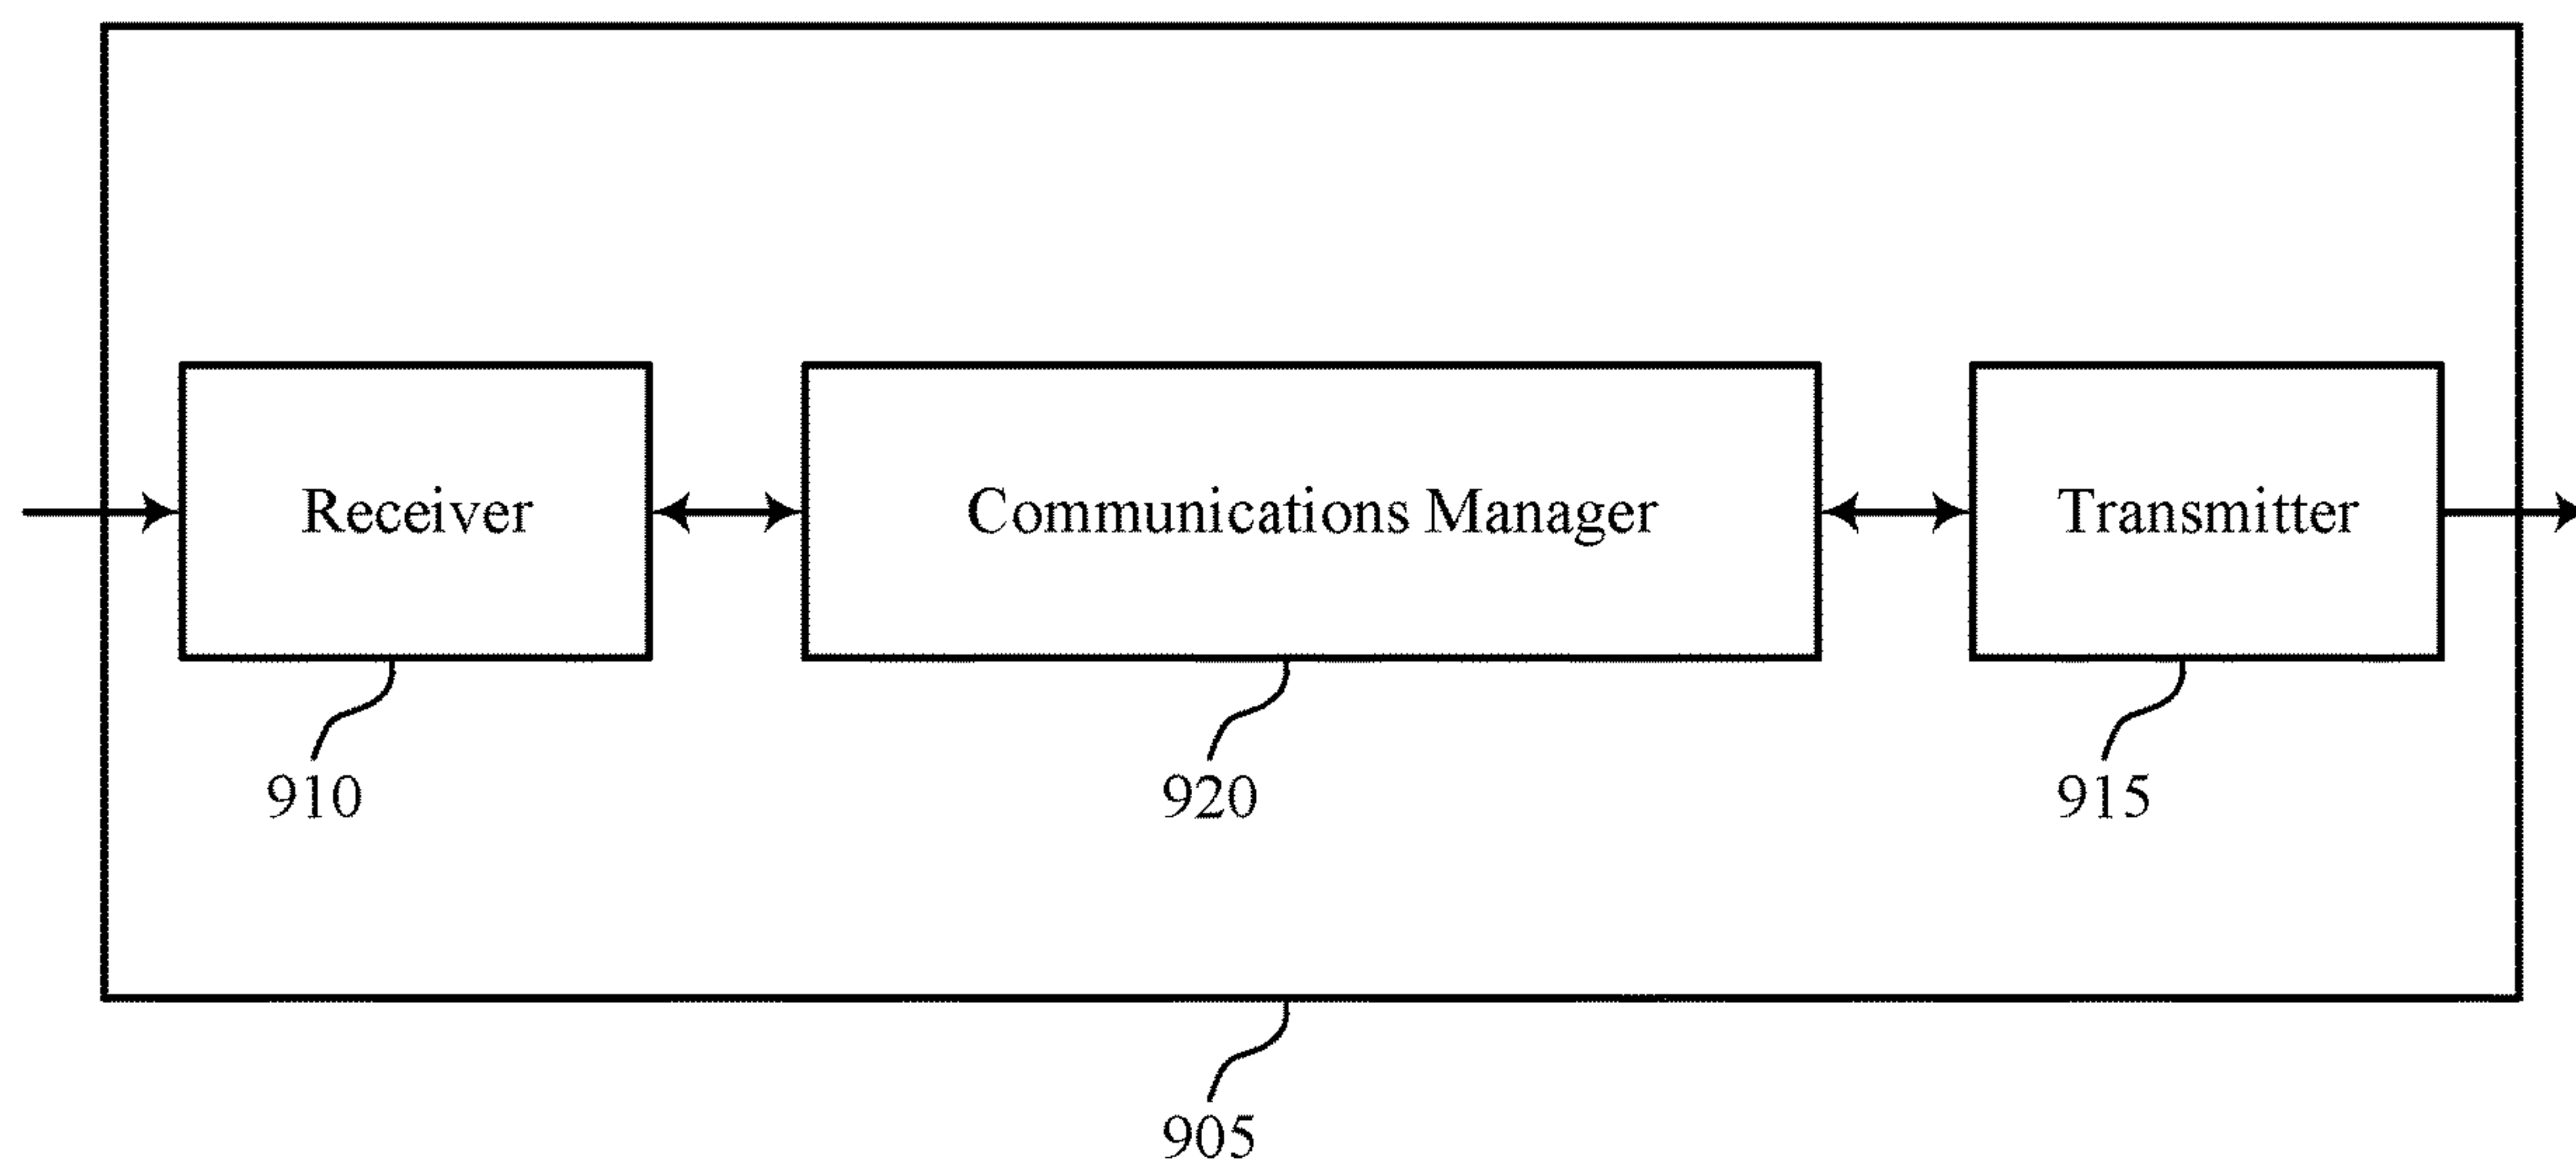 Receiver
Communications Manager
Transmitter
910
920
915
905